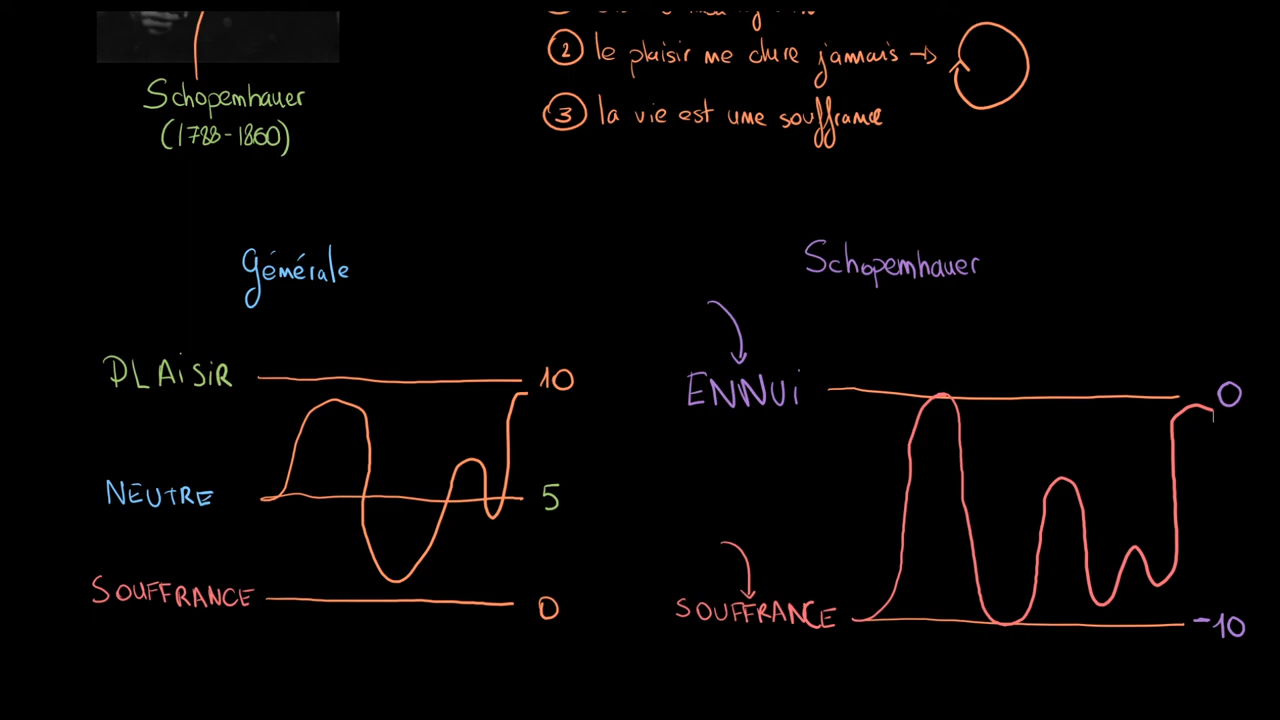 ② le plaisir ne dure jamais →
③ la vie est une souffrance
Schopenhauer
(1788-1860)
Générale
PLAISIR 10
NEUTRE 5
SOUFFRANCE 0
Schopenhauer
ENNUI 0
SOUFFRANCE -10